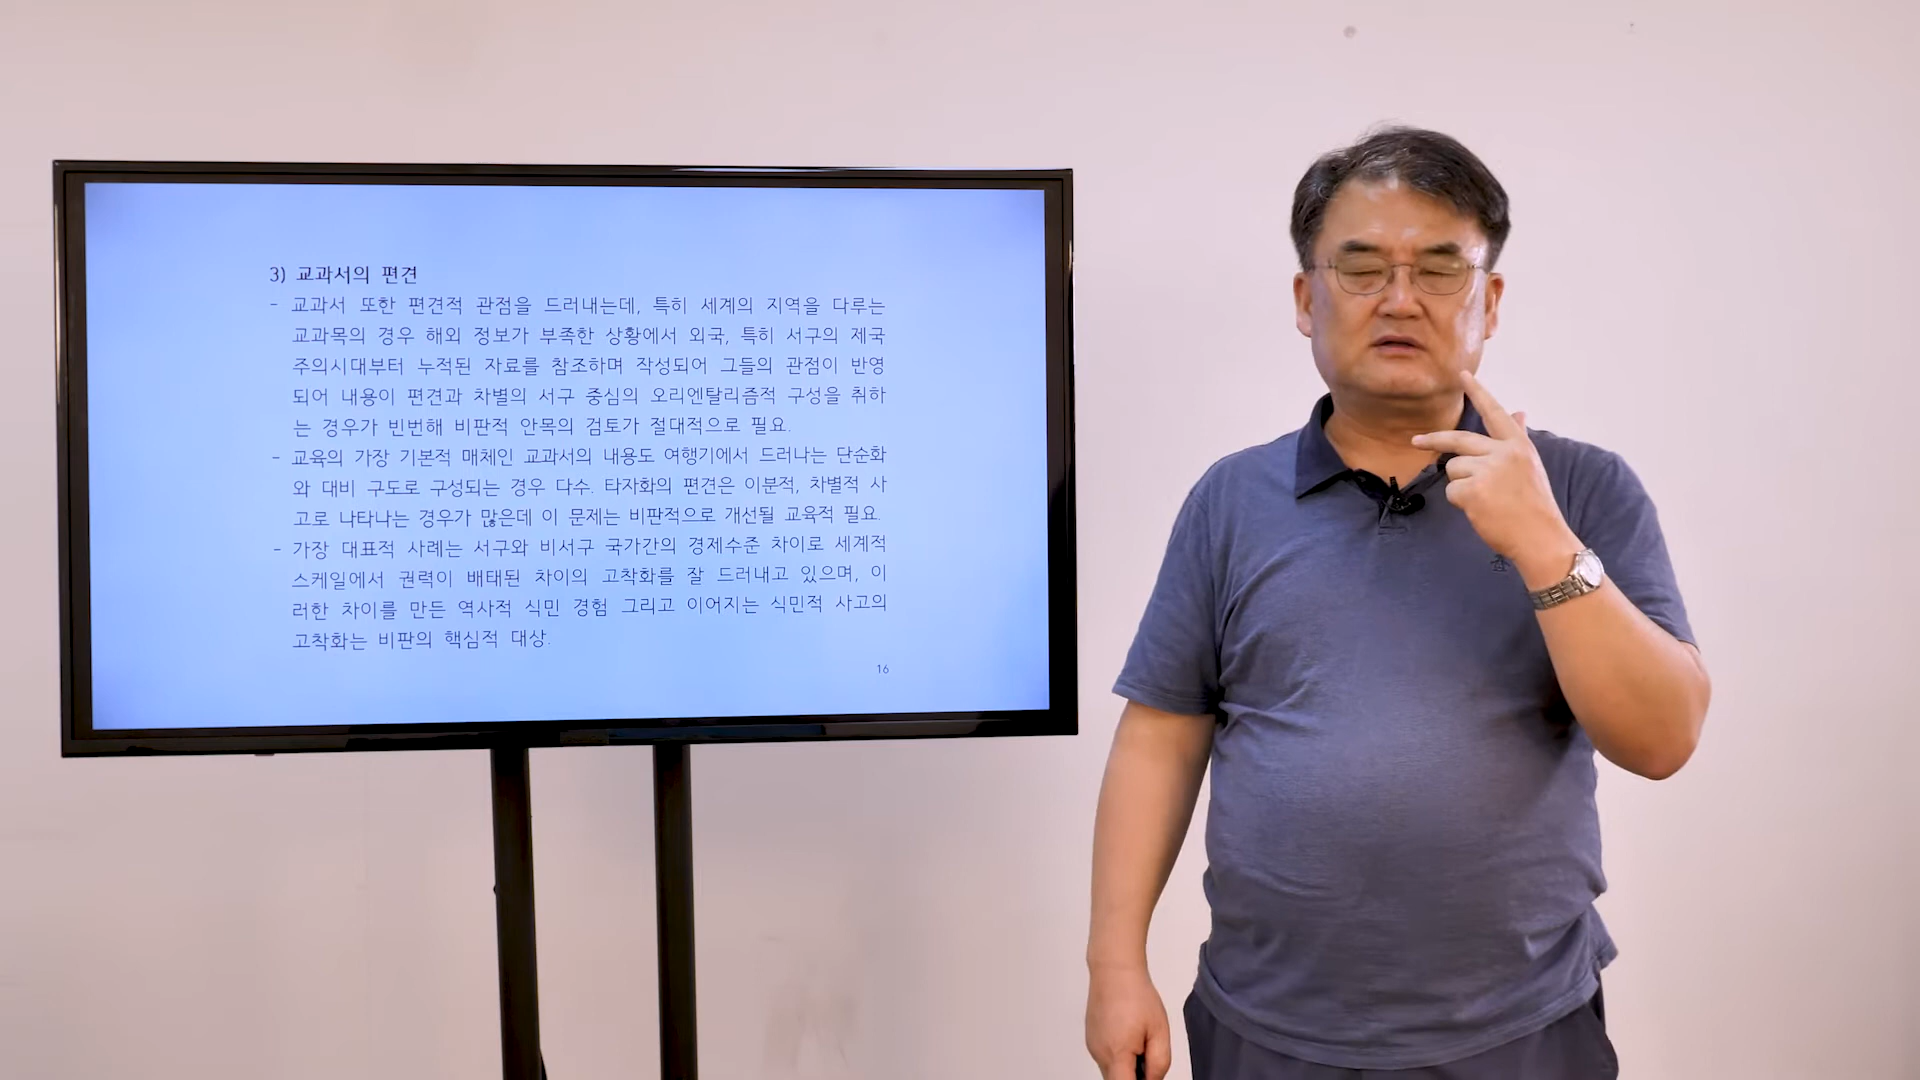 3) 교과서의 편견
- 교과서 또한 편견적 관점을 드러내는데, 특히 세계의 지역을 다루는
교과목의 경우 해외 정보가 부족한 상황에서 외국, 특히 서구의 제국
주의시대부터 누적된 자료를 참조하며 작성되어 그들의 관점이 반영
되어 내용이 편견과 차별의 서구 중심의 오리엔탈리즘적 구성을 취하
는 경우가 빈번해 비판적 안목의 검토가 절대적으로 필요.
- 교육의 가장 기본적 매체인 교과서의 내용도 여행기에서 드러나는 단순화
와 대비 구도로 구성되는 경우 다수. 타자화의 편견은 이분적, 차별적 사
고로 나타나는 경우가 많은데 이 문제는 비판적으로 개선될 교육적 필요.
- 가장 대표적 사례는 서구와 비서구 국가간의 경제수준 차이로 세계적
스케일에서 권력이 배태된 차이의 고착화를 잘 드러내고 있으며, 이
러한 차이를 만든 역사적 식민 경험 그리고 이어지는 식민적 사고의
고착화는 비판의 핵심적 대상.
16